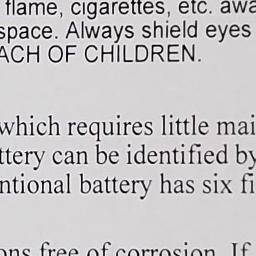 flame, cigarettes, etc. awa
space. Always shield eyes
ACH OF CHILDREN.
which requires little mai
ttery can be identified by
ntional battery has six fi
ons free of corrosion. If